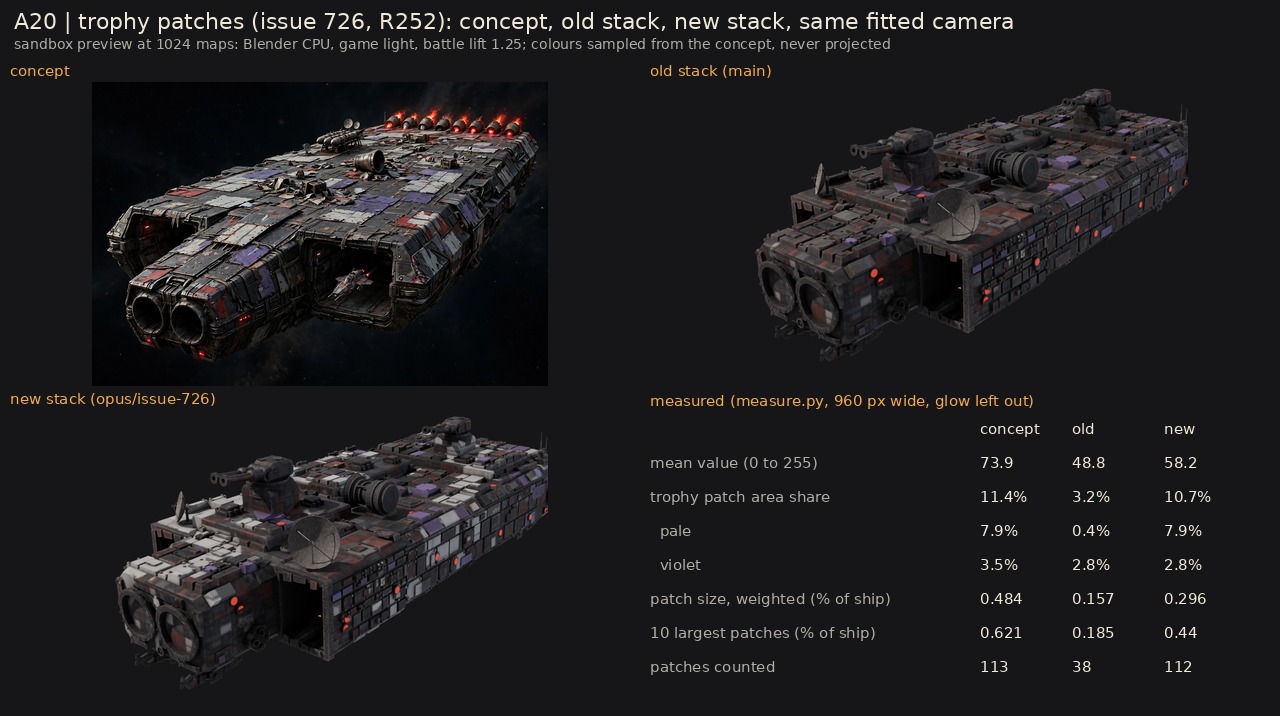 A20 | trophy patches (issue 726, R252): concept, old stack, new stack, same fitted camera
sandbox preview at 1024 maps: Blender CPU, game light, battle lift 1.25; colours sampled from the concept, never projected
concept
old stack (main)
new stack (opus/issue-726)
measured (measure.py, 960 px wide, glow left out)
concept old new
mean value (0 to 255) 73.9 48.8 58.2
trophy patch area share 11.4% 3.2% 10.7%
pale 7.9% 0.4% 7.9%
violet 3.5% 2.8% 2.8%
patch size, weighted (% of ship) 0.484 0.157 0.296
10 largest patches (% of ship) 0.621 0.185 0.44
patches counted 113 38 112